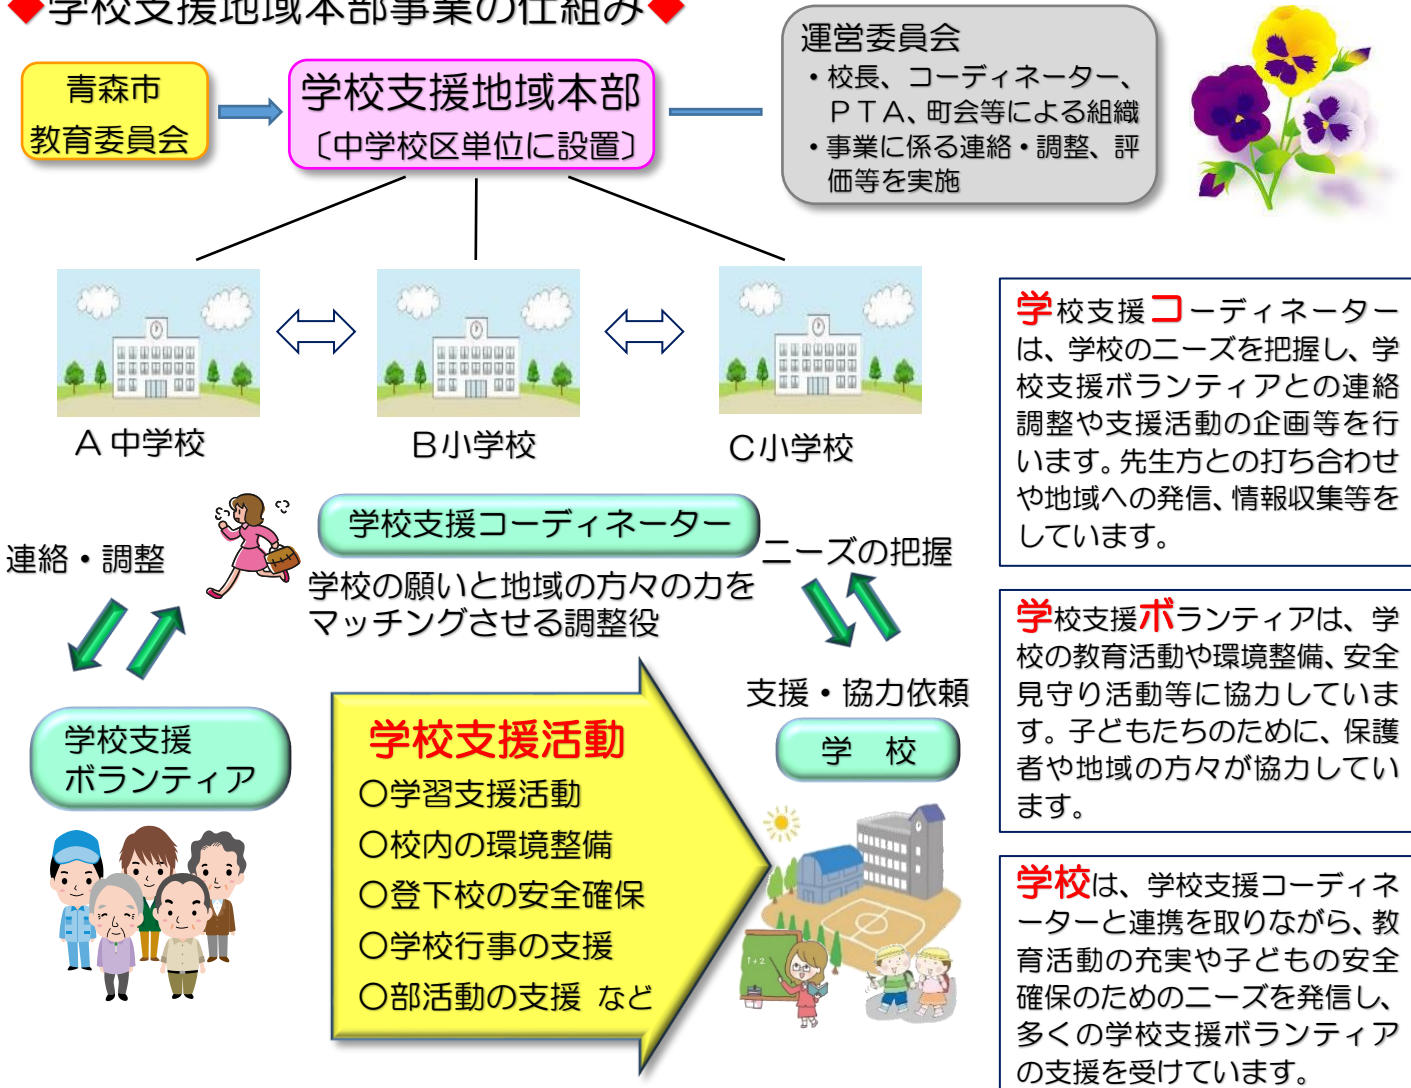 ◆学校支援地域本部事業の仕組み◆
青森市
教育委員会
学校支援地域本部
〔中学校区単位に設置〕
運営委員会
・校長、コーディネーター、
ＰＴＡ、町会等による組織
・事業に係る連絡・調整、評
価等を実施
Ａ中学校
Ｂ小学校
Ｃ小学校
学校支援コーディネーター
は、学校のニーズを把握し、学
校支援ボランティアとの連絡
調整や支援活動の企画等を行
います。先生方との打ち合わせ
や地域への発信、情報収集等を
しています。
連絡・調整
学校支援コーディネーター
学校の願いと地域の方々の力を
マッチングさせる調整役
ニーズの把握
支援・協力依頼
学校支援
ボランティア
学校支援活動
〇学習支援活動
〇校内の環境整備
〇登下校の安全確保
〇学校行事の支援
〇部活動の支援 など
学　校
1+2
学校支援ボランティアは、学
校の教育活動や環境整備、安全
見守り活動等に協力していま
す。子どもたちのために、保護
者や地域の方々が協力してい
ます。
学校は、学校支援コーディネ
ーターと連携を取りながら、教
育活動の充実や子どもの安全
確保のためのニーズを発信し、
多くの学校支援ボランティア
の支援を受けています。